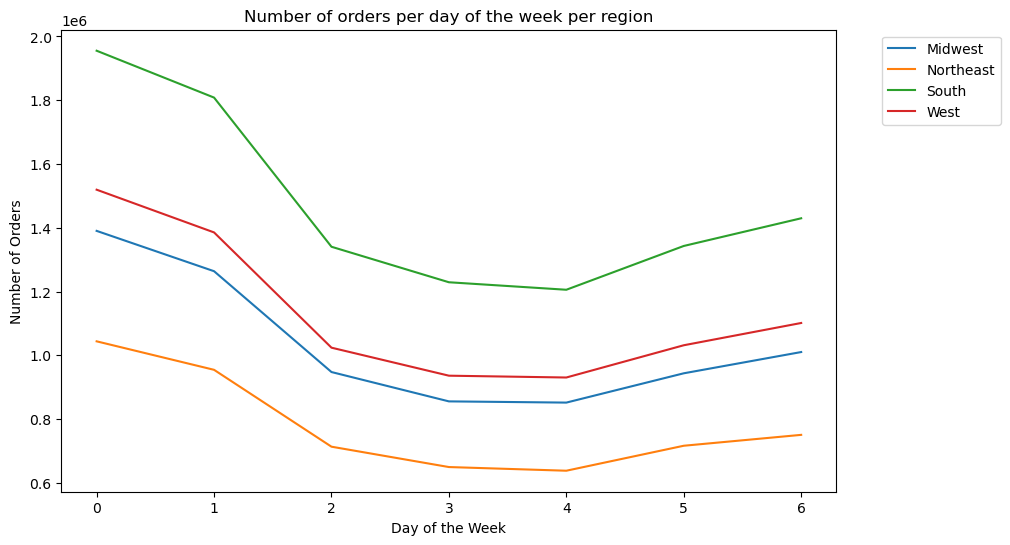 Number of orders per day of the week per region
1e6
2.0
1.8
1.6
1.4
1.2
1.0
0.8
0.6
Number of Orders
0 1 2 3 4 5 6
Day of the Week
Midwest
Northeast
South
West